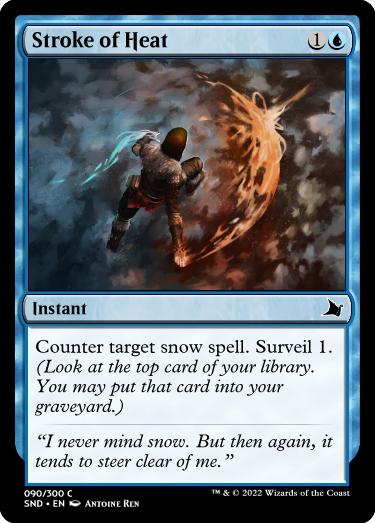 Stroke of Heat 1
Instant
Counter target snow spell. Surveil 1.
(Look at the top card of your library.
You may put that card into your
graveyard.)
“I never mind snow. But then again, it
tends to steer clear of me.”
090/300 C
SND • EN Antoine Ren
™ & © 2022 Wizards of the Coast